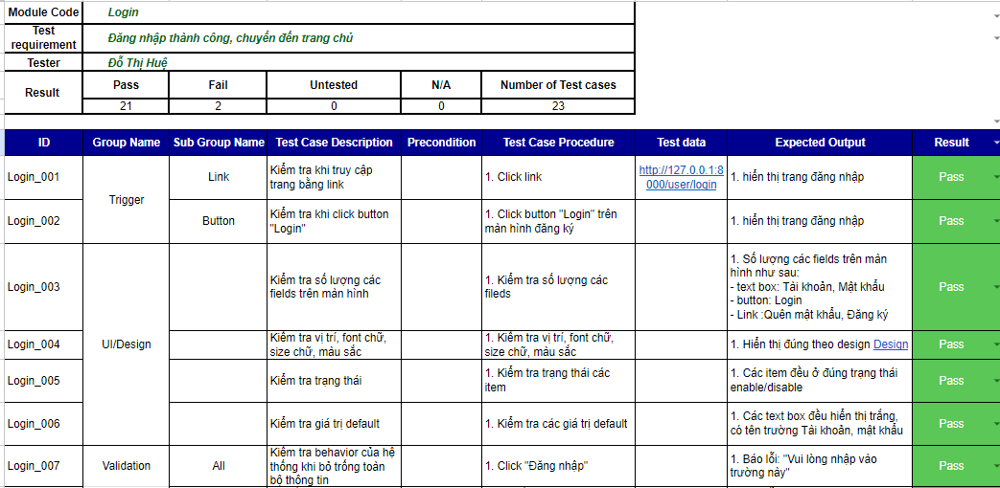 Module Code Login
Test requirement Đăng nhập thành công, chuyển đến trang chủ
Tester Đỗ Thị Huệ
Result Pass Fail Untested N/A Number of Test cases
21 2 0 0 23
ID Group Name Sub Group Name Test Case Description Precondition Test Case Procedure Test data Expected Output Result
Login_001
Trigger
Link
Kiểm tra khi truy cập
trang bằng link
1. Click link
http://127.0.0.1:8
000/user/login
1. hiển thị trang đăng nhập
Pass
Login_002
Button
Kiểm tra khi click button
"Login"
1. Click button "Login" trên
màn hình đăng ký
1. hiển thị trang đăng nhập
Pass
Login_003
UI/Design
Kiểm tra số lượng các
fields trên màn hình
1. Kiểm tra số lượng các
fileds
1. Số lượng các fields trên màn
hình như sau:
- text box: Tài khoản, Mật khẩu
- button: Login
- Link :Quên mật khẩu, Đăng ký
Pass
Login_004
Kiểm tra vị trí, font chữ,
size chữ, màu sắc
1. Kiểm tra vị trí, font chữ,
size chữ, màu sắc
1. Hiển thị đúng theo design Design
Pass
Login_005
Kiểm tra trạng thái
1. Kiểm tra trạng thái các
item
1. Các item đều ở đúng trạng thái
enable/disable
Pass
Login_006
Kiểm tra giá trị default
1. Kiểm tra các giá trị default
1. Các text box đều hiển thị trắng,
có tên trường Tài khoản, mật khẩu
Pass
Login_007
Validation
All
Kiểm tra behavior của hệ
thống khi bỏ trống toàn
bộ thông tin
1. Click "Đăng nhập"
1. Báo lỗi: "Vui lòng nhập vào
trường này"
Pass